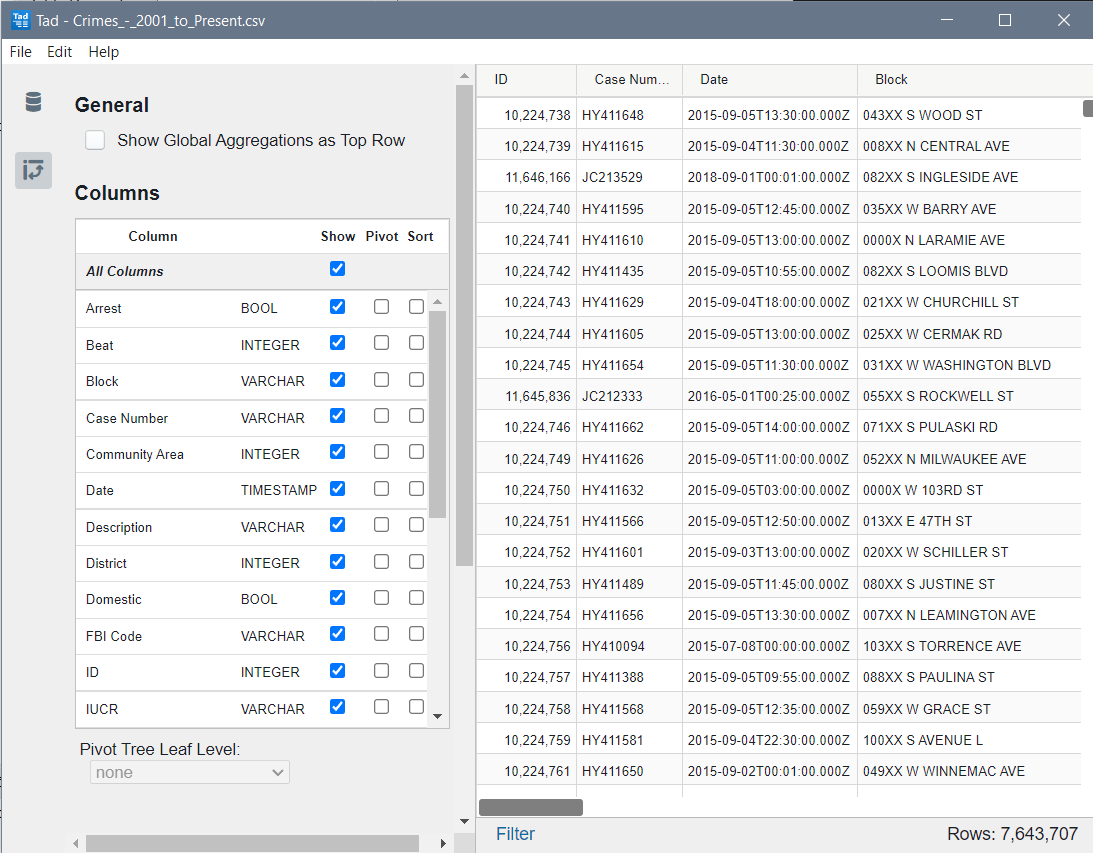 Tad Tad - Crimes_-_2001_to_Present.csv
File Edit Help
General
Show Global Aggregations as Top Row
Columns
Column Show Pivot Sort
All Columns
Arrest BOOL
Beat INTEGER
Block VARCHAR
Case Number VARCHAR
Community Area INTEGER
Date TIMESTAMP
Description VARCHAR
District INTEGER
Domestic BOOL
FBI Code VARCHAR
ID INTEGER
IUCR VARCHAR
Pivot Tree Leaf Level:
none
ID Case Num... Date Block
10,224,738 HY411648 2015-09-05T13:30:00.000Z 043XX S WOOD ST
10,224,739 HY411615 2015-09-04T11:30:00.000Z 008XX N CENTRAL AVE
11,646,166 JC213529 2018-09-01T00:01:00.000Z 082XX S INGLESIDE AVE
10,224,740 HY411595 2015-09-05T12:45:00.000Z 035XX W BARRY AVE
10,224,741 HY411610 2015-09-05T13:00:00.000Z 0000X N LARAMIE AVE
10,224,742 HY411435 2015-09-05T10:55:00.000Z 082XX S LOOMIS BLVD
10,224,743 HY411629 2015-09-04T18:00:00.000Z 021XX W CHURCHILL ST
10,224,744 HY411605 2015-09-05T13:00:00.000Z 025XX W CERMAK RD
10,224,745 HY411654 2015-09-05T11:30:00.000Z 031XX W WASHINGTON BLVD
11,645,836 JC212333 2016-05-01T00:25:00.000Z 055XX S ROCKWELL ST
10,224,746 HY411662 2015-09-05T14:00:00.000Z 071XX S PULASKI RD
10,224,749 HY411626 2015-09-05T11:00:00.000Z 052XX N MILWAUKEE AVE
10,224,750 HY411632 2015-09-05T03:00:00.000Z 0000X W 103RD ST
10,224,751 HY411566 2015-09-05T12:50:00.000Z 013XX E 47TH ST
10,224,752 HY411601 2015-09-03T13:00:00.000Z 020XX W SCHILLER ST
10,224,753 HY411489 2015-09-05T11:45:00.000Z 080XX S JUSTINE ST
10,224,754 HY411656 2015-09-05T13:30:00.000Z 007XX N LEAMINGTON AVE
10,224,756 HY410094 2015-07-08T00:00:00.000Z 103XX S TORRENCE AVE
10,224,757 HY411388 2015-09-05T09:55:00.000Z 088XX S PAULINA ST
10,224,758 HY411568 2015-09-05T12:35:00.000Z 059XX W GRACE ST
10,224,759 HY411581 2015-09-04T22:30:00.000Z 100XX S AVENUE L
10,224,761 HY411650 2015-09-02T00:01:00.000Z 049XX W WINNEMAC AVE
Filter Rows: 7,643,707